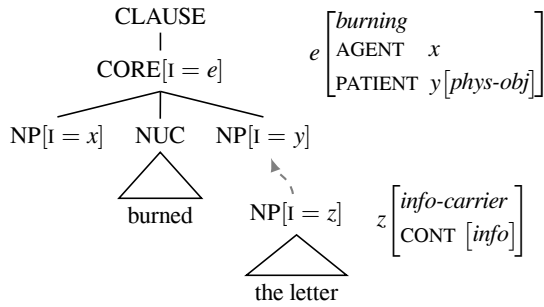 CLAUSE
CORE[I = e]
NP[I = x] NUC NP[I = y]
burned
NP[I = z]
the letter
e [burning
AGENT x
PATIENT y[phys-obj]]
z [info-carrier
CONT [info]]